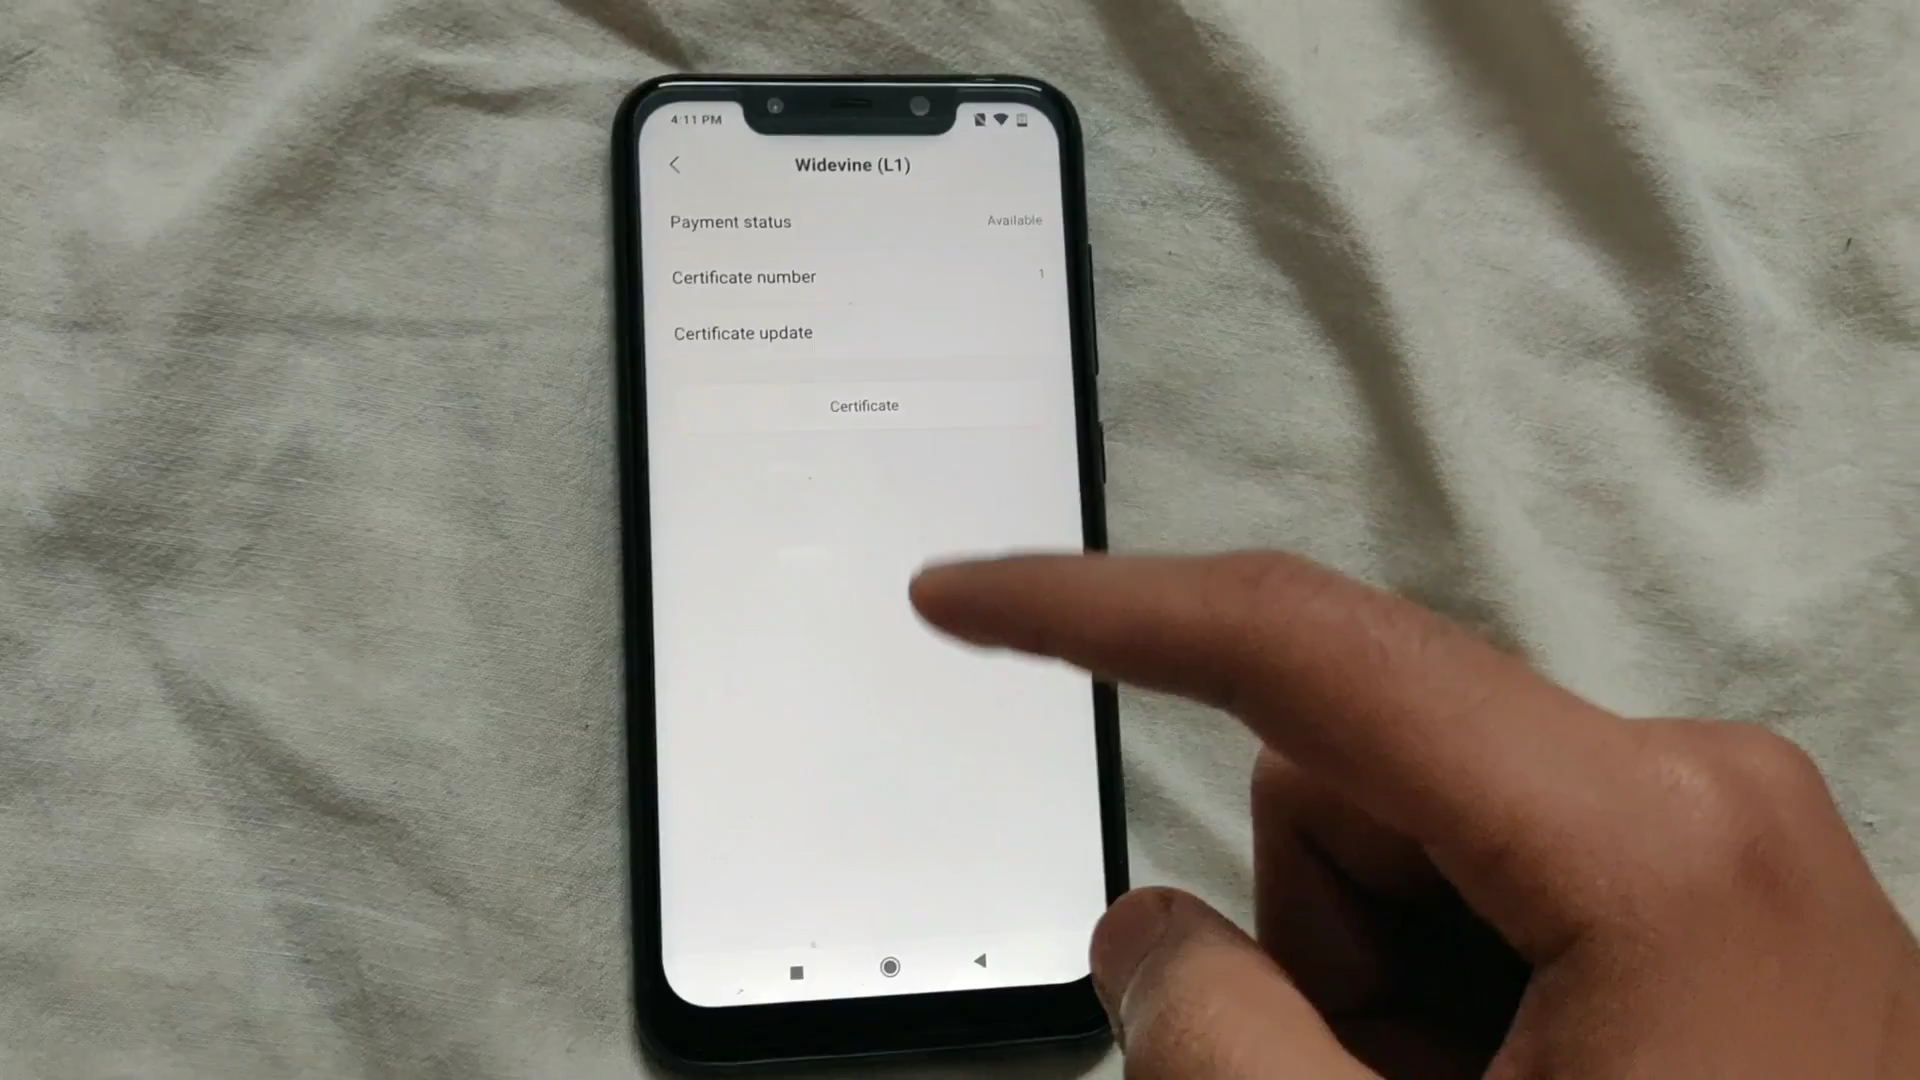 4:11 PM
Widevine (L1)
Payment status Available
Certificate number 1
Certificate update
Certificate